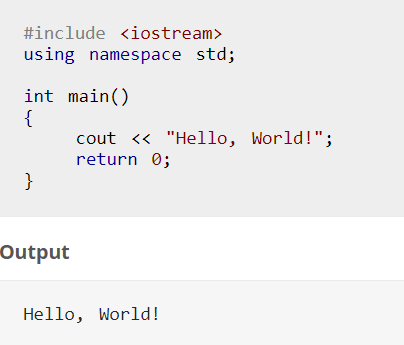 #include <iostream>
using namespace std;
int main()
{
cout << "Hello, World!";
return 0;
}
Output
Hello, World!